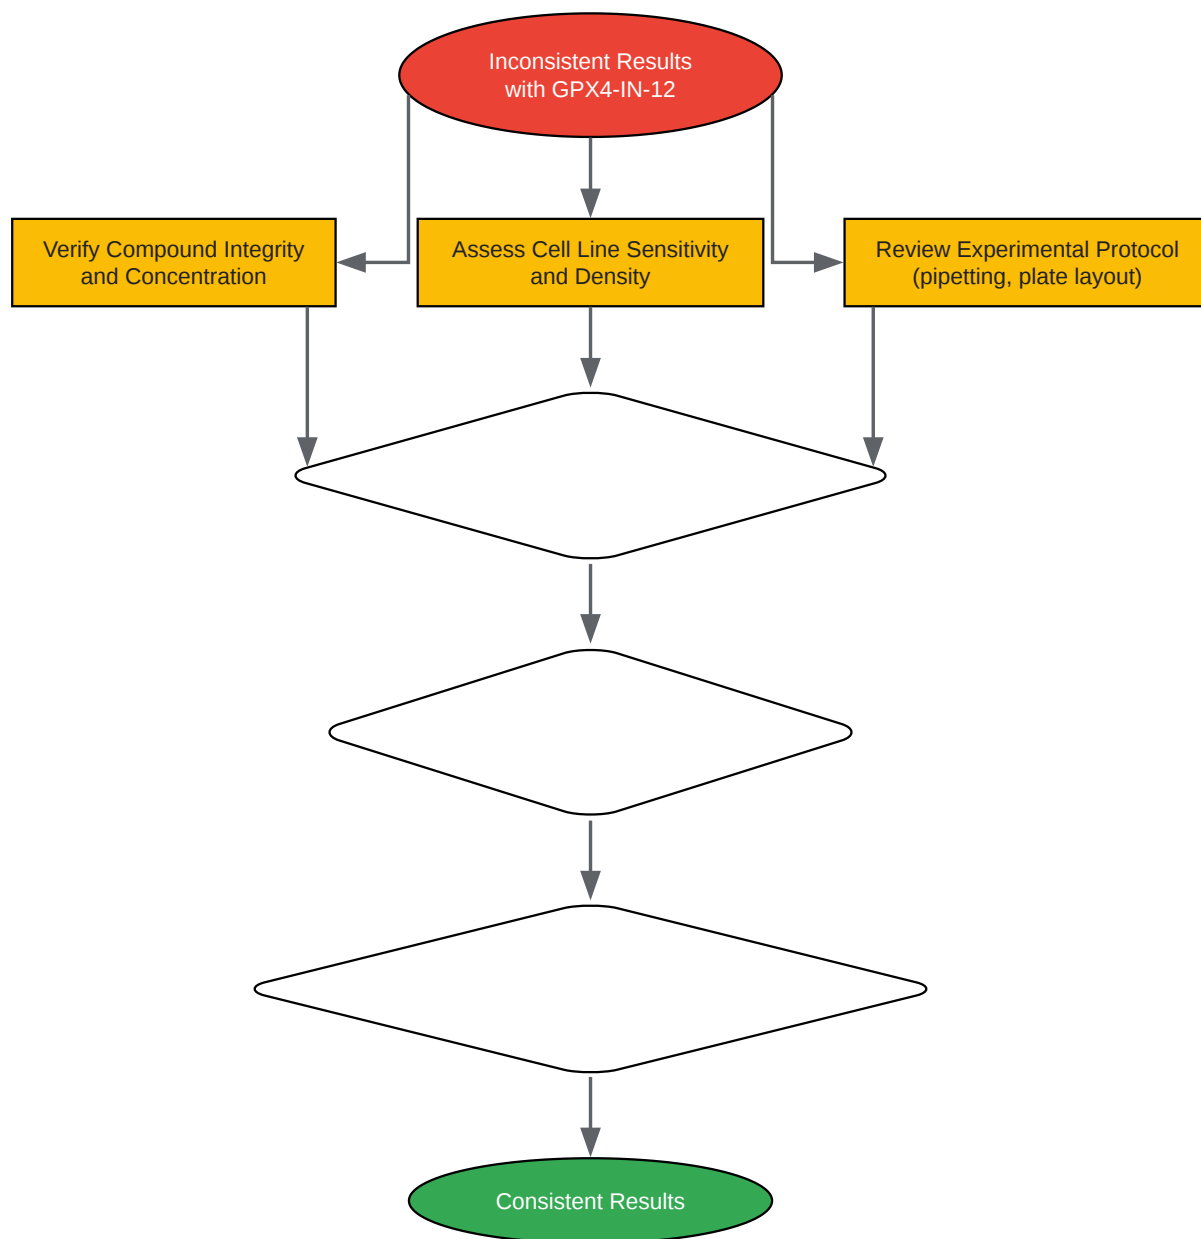 Inconsistent Results
with GPX4-IN-12
Verify Compound Integrity
and Concentration
Assess Cell Line Sensitivity
and Density
Review Experimental Protocol
(pipetting, plate layout)
Consistent Results